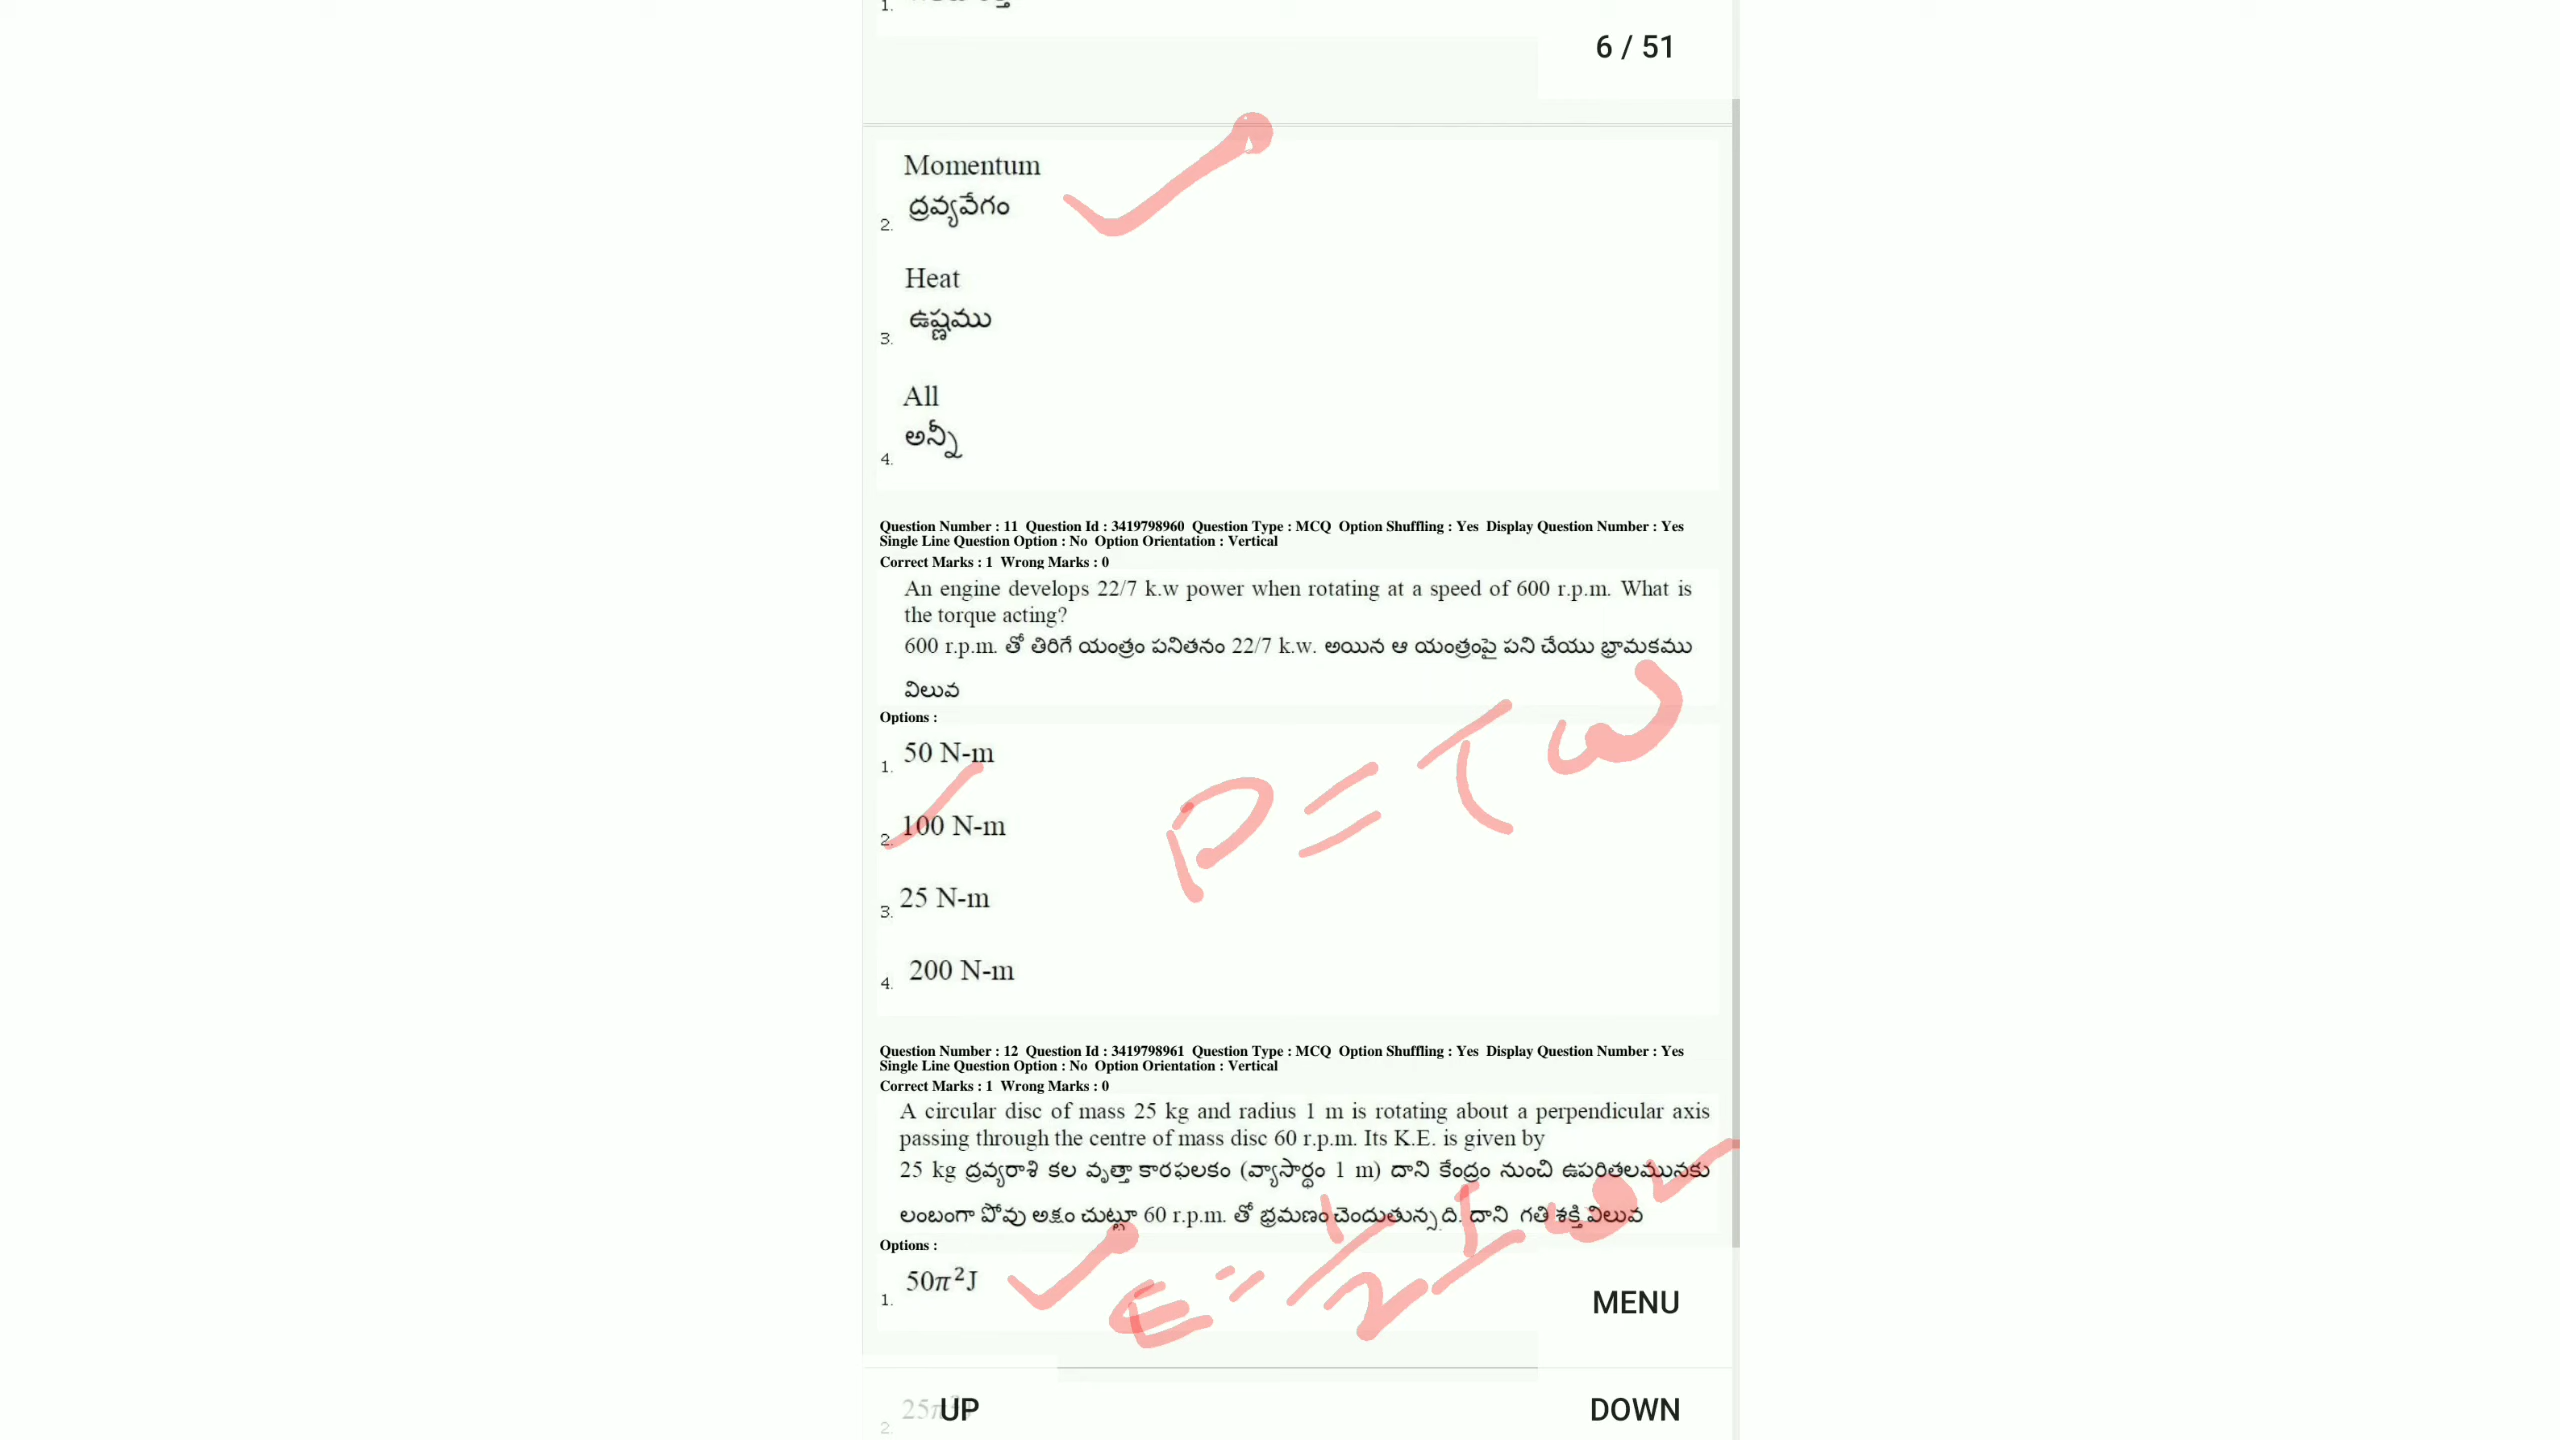 1.
6 / 51
Momentum
2. ద్రవ్యవేగం
Heat
3. ఉష్ణము
All
4. అన్నీ
Question Number : 11 Question Id : 3419798960 Question Type : MCQ Option Shuffling : Yes Display Question Number : Yes
Single Line Question Option : No Option Orientation : Vertical
Correct Marks : 1 Wrong Marks : 0
An engine develops 22/7 k.w power when rotating at a speed of 600 r.p.m. What is
the torque acting?
600 r.p.m. తో తిరిగే యంత్రం పనితనం 22/7 k.w. అయిన ఆ యంత్రంపై పని చేయు భ్రామకము
విలువ
Options :
1. 50 N-m
2. 100 N-m
P = τ ω
3. 25 N-m
4. 200 N-m
Question Number : 12 Question Id : 3419798961 Question Type : MCQ Option Shuffling : Yes Display Question Number : Yes
Single Line Question Option : No Option Orientation : Vertical
Correct Marks : 1 Wrong Marks : 0
A circular disc of mass 25 kg and radius 1 m is rotating about a perpendicular axis
passing through the centre of mass disc 60 r.p.m. Its K.E. is given by
25 kg ద్రవ్యరాశి కల వృత్తా కారఫలకం (వ్యాసార్ధం 1 m) దాని కేంద్రం నుంచి ఉపరితలమునకు
లంబంగా పోవు అక్షం చుట్టూ 60 r.p.m. తో భ్రమణం చెందుతున్న ది. దాని గతి శక్తి విలువ
Options :
1. 50π²J
E = 1/2 I ω²
MENU
2. 25π
UP
DOWN